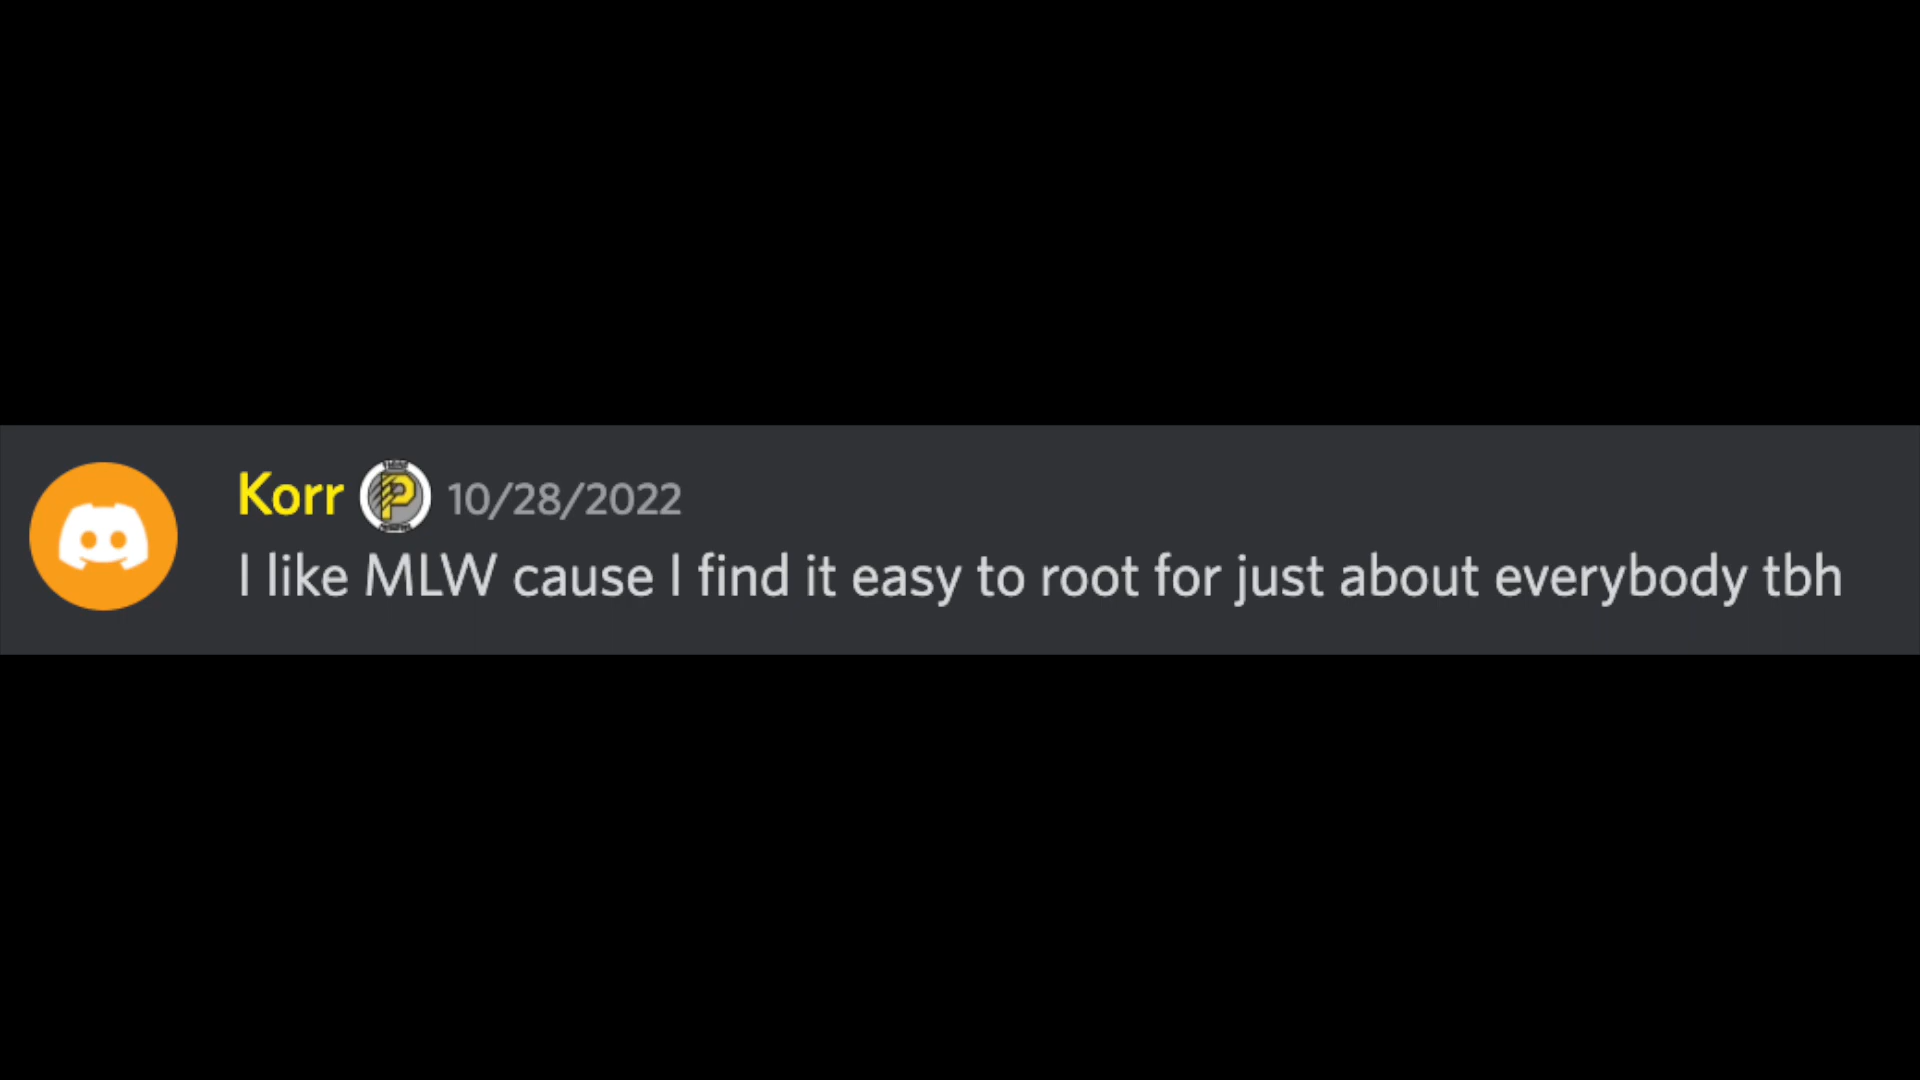 Korr 10/28/2022
I like MLW cause I find it easy to root for just about everybody tbh